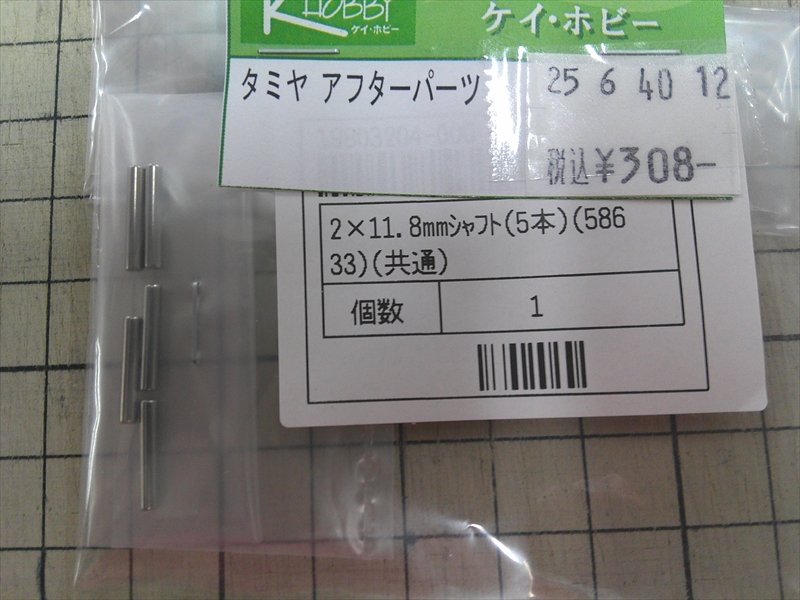 K HOBBY
ケイ・ホビー
ケイ・ホビー
タミヤ アフターパーツ
25 6 40 12
税込¥308-
2×11.8mmシャフト(5本)(586
33)(共通)
個数 1